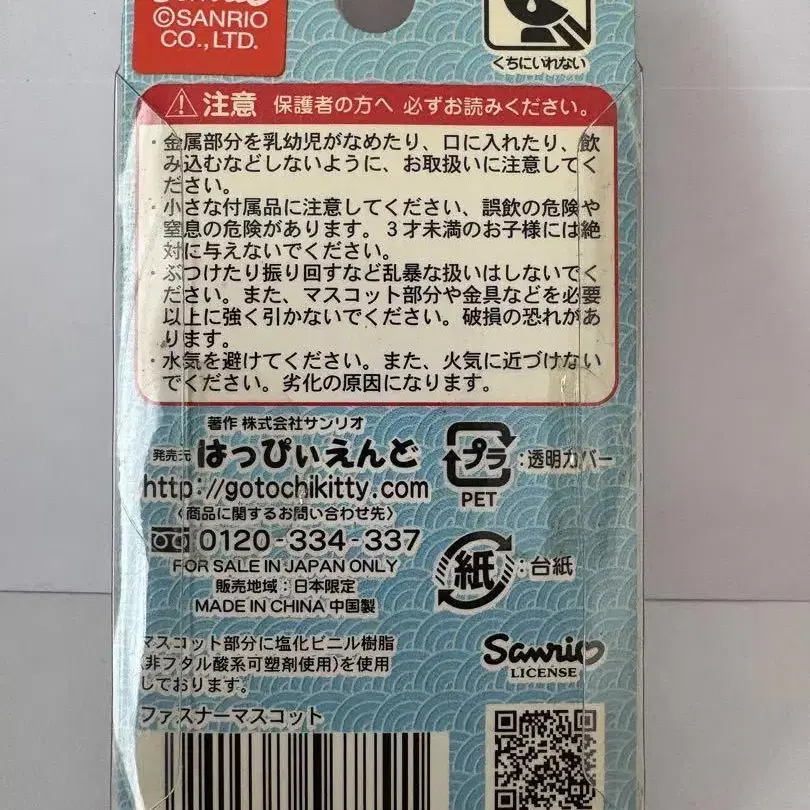 ©SANRIO
CO.,LTD.
くちにいれない
注意 保護者の方へ 必ずお読みください。
・金属部分を乳幼児がなめたり、口に入れたり、飲
み込むなどしないように、お取扱いに注意してく
ださい。
・小さな付属品に注意してください、誤飲の危険や
窒息の危険があります。3才未満のお子様には絶
対に与えないでください。
・ぶつけたり振り回すなど乱暴な扱いはしないでく
ださい。また、マスコット部分や金具などを必要
以上に強く引かないでください。破損の恐れがあ
ります。
・水気を避けてください。また、火気に近づけない
でください。劣化の原因になります。
著作 株式会社サンリオ
発売元 はっぴぃえんど
http://gotochikitty.com
〈商品に関するお問い合わせ先〉
0120-334-337
FOR SALE IN JAPAN ONLY
販売地域：日本限定
MADE IN CHINA 中国製
プラ：透明カバー
PET
紙：台紙
マスコット部分に塩化ビニル樹脂
(非フタル酸系可塑剤使用)を使用
しております。
ファスナーマスコット
Sanrio
LICENSE